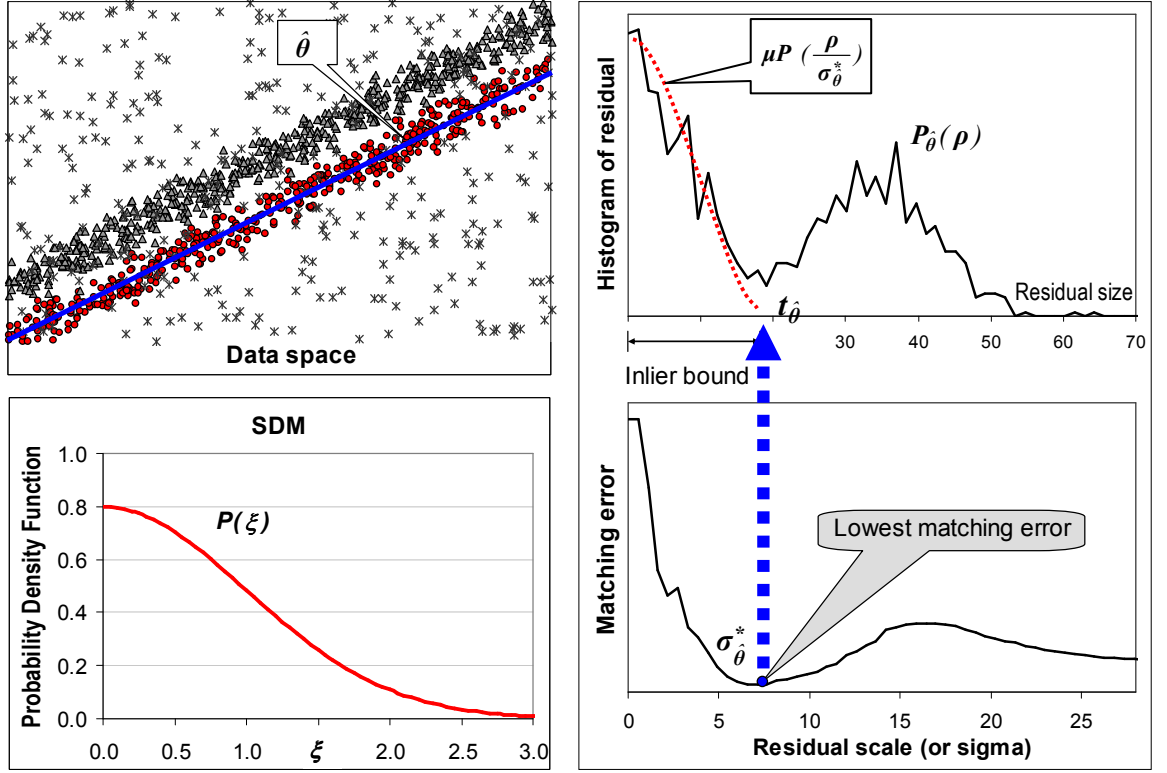 θ̂
Data space
SDM
Probability Density Function
1.0
0.8
0.6
0.4
0.2
0.0
P(ξ)
0.0 0.5 1.0 1.5 2.0 2.5 3.0
ξ
Histogram of residual
μP (ρ/σ*θ̂)
Pθ̂(ρ)
Residual size
tθ̂
30 40 50 60 70
Inlier bound
Matching error
Lowest matching error
σ*θ̂
0 5 10 15 20 25
Residual scale (or sigma)